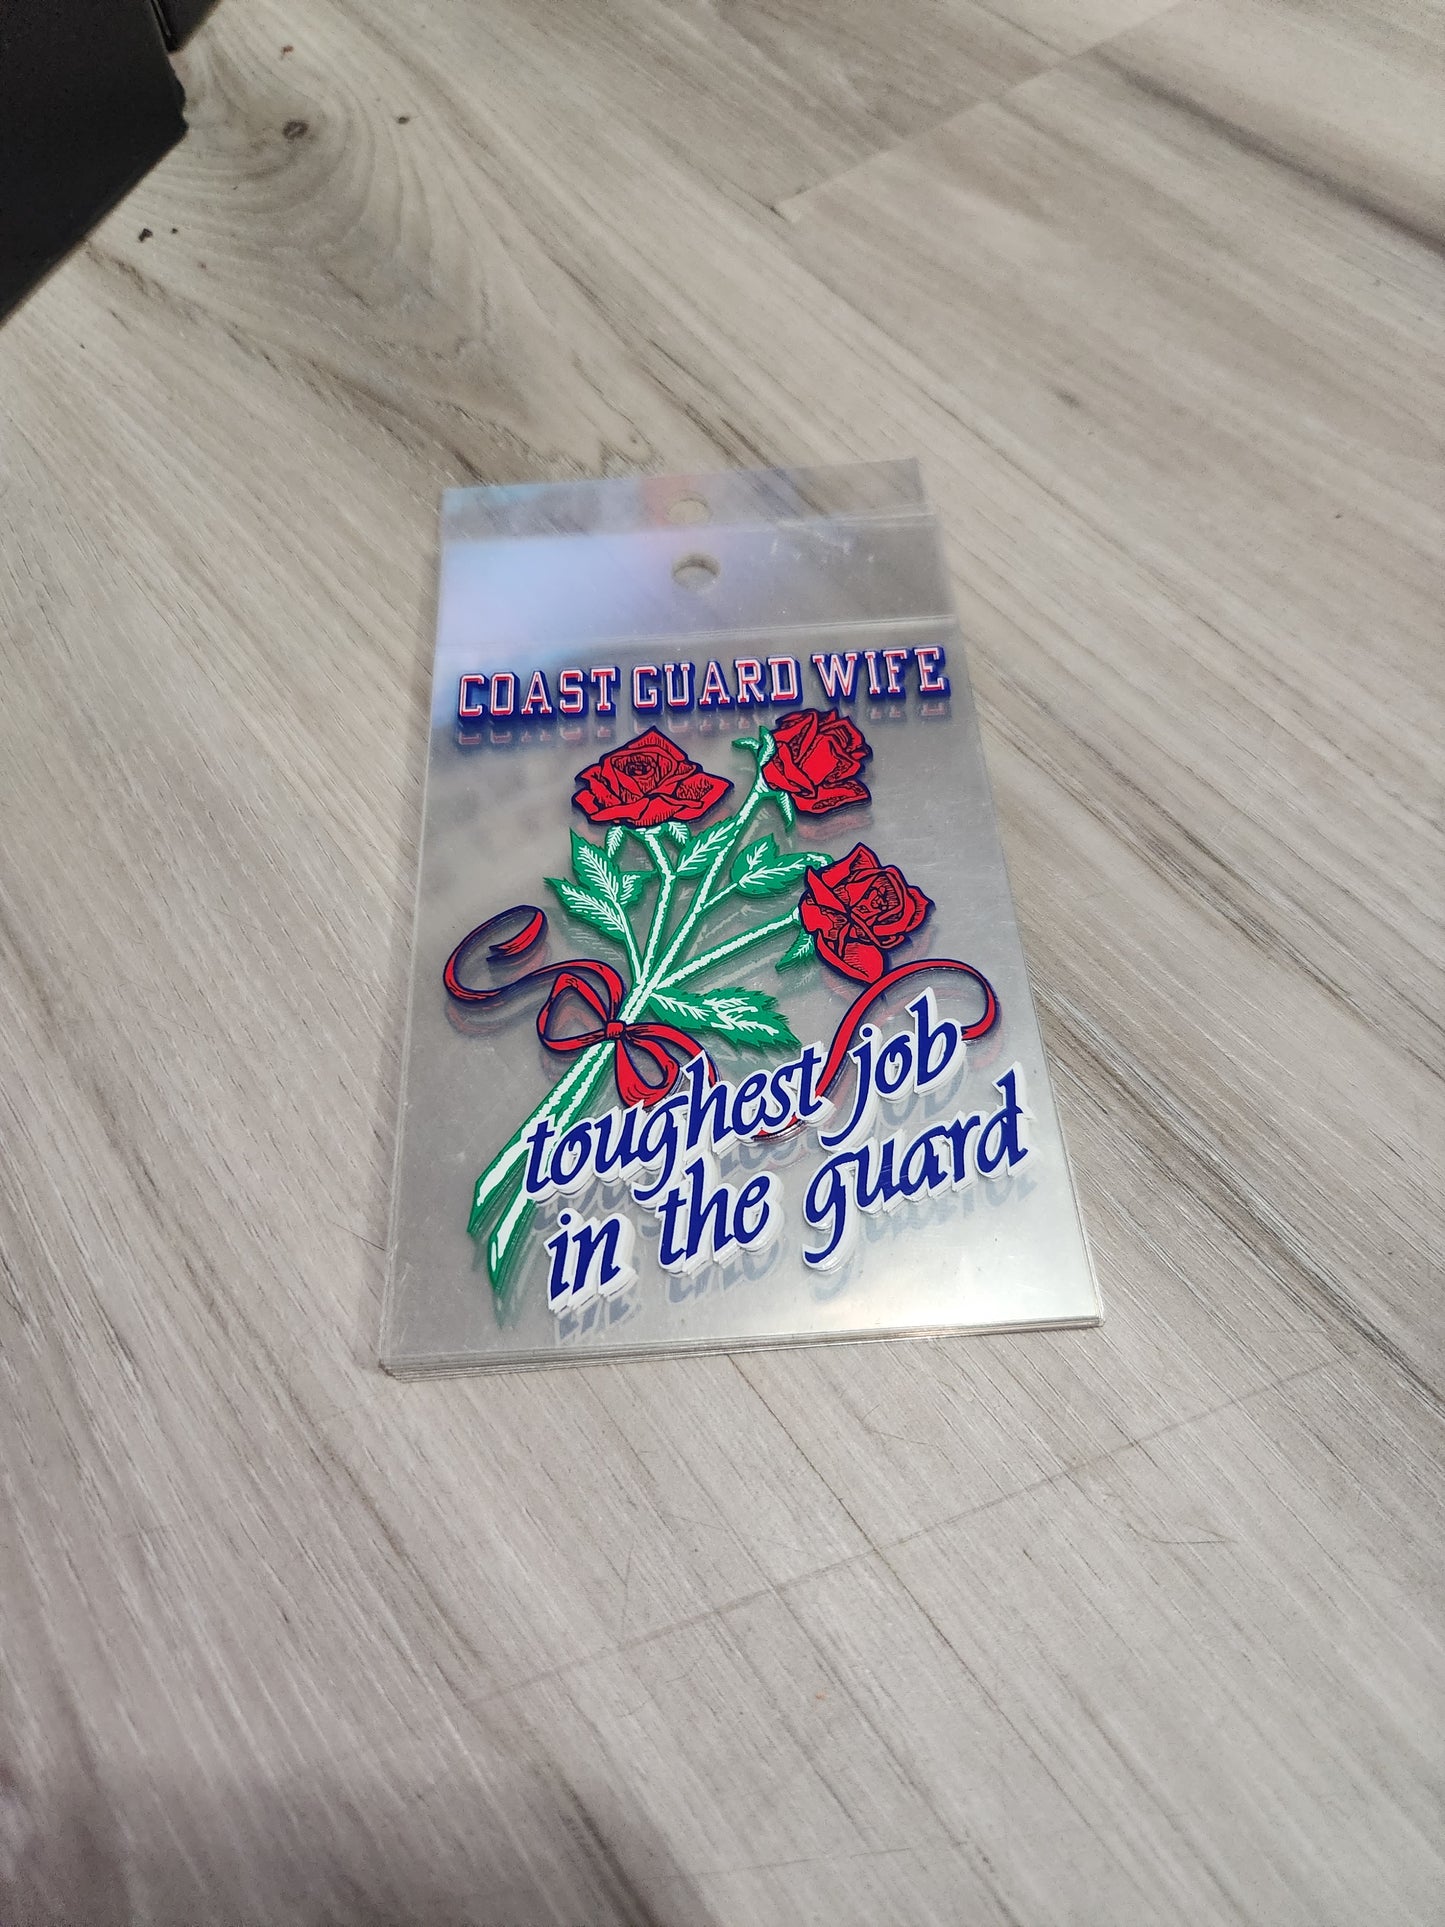 COAST GUARD WIFE
toughest job
in the guard